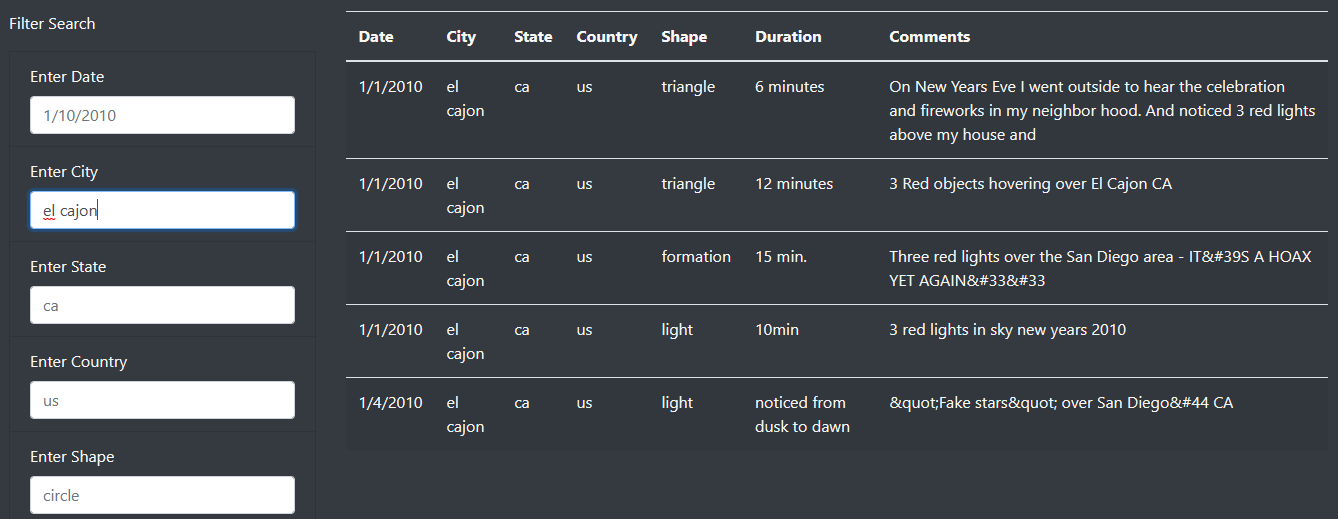 Filter Search
Enter Date
1/10/2010
Enter City
el cajon
Enter State
ca
Enter Country
us
Enter Shape
circle
Date City State Country Shape Duration Comments
1/1/2010 el ca us triangle 6 minutes On New Years Eve I went outside to hear the celebration
cajon and fireworks in my neighbor hood. And noticed 3 red lights
above my house and
1/1/2010 el ca us triangle 12 minutes 3 Red objects hovering over El Cajon CA
cajon
1/1/2010 el ca us formation 15 min. Three red lights over the San Diego area - IT&#39S A HOAX
cajon YET AGAIN&#33&#33
1/1/2010 el ca us light 10min 3 red lights in sky new years 2010
cajon
1/4/2010 el ca us light noticed from &quot;Fake stars&quot; over San Diego&#44 CA
cajon dusk to dawn